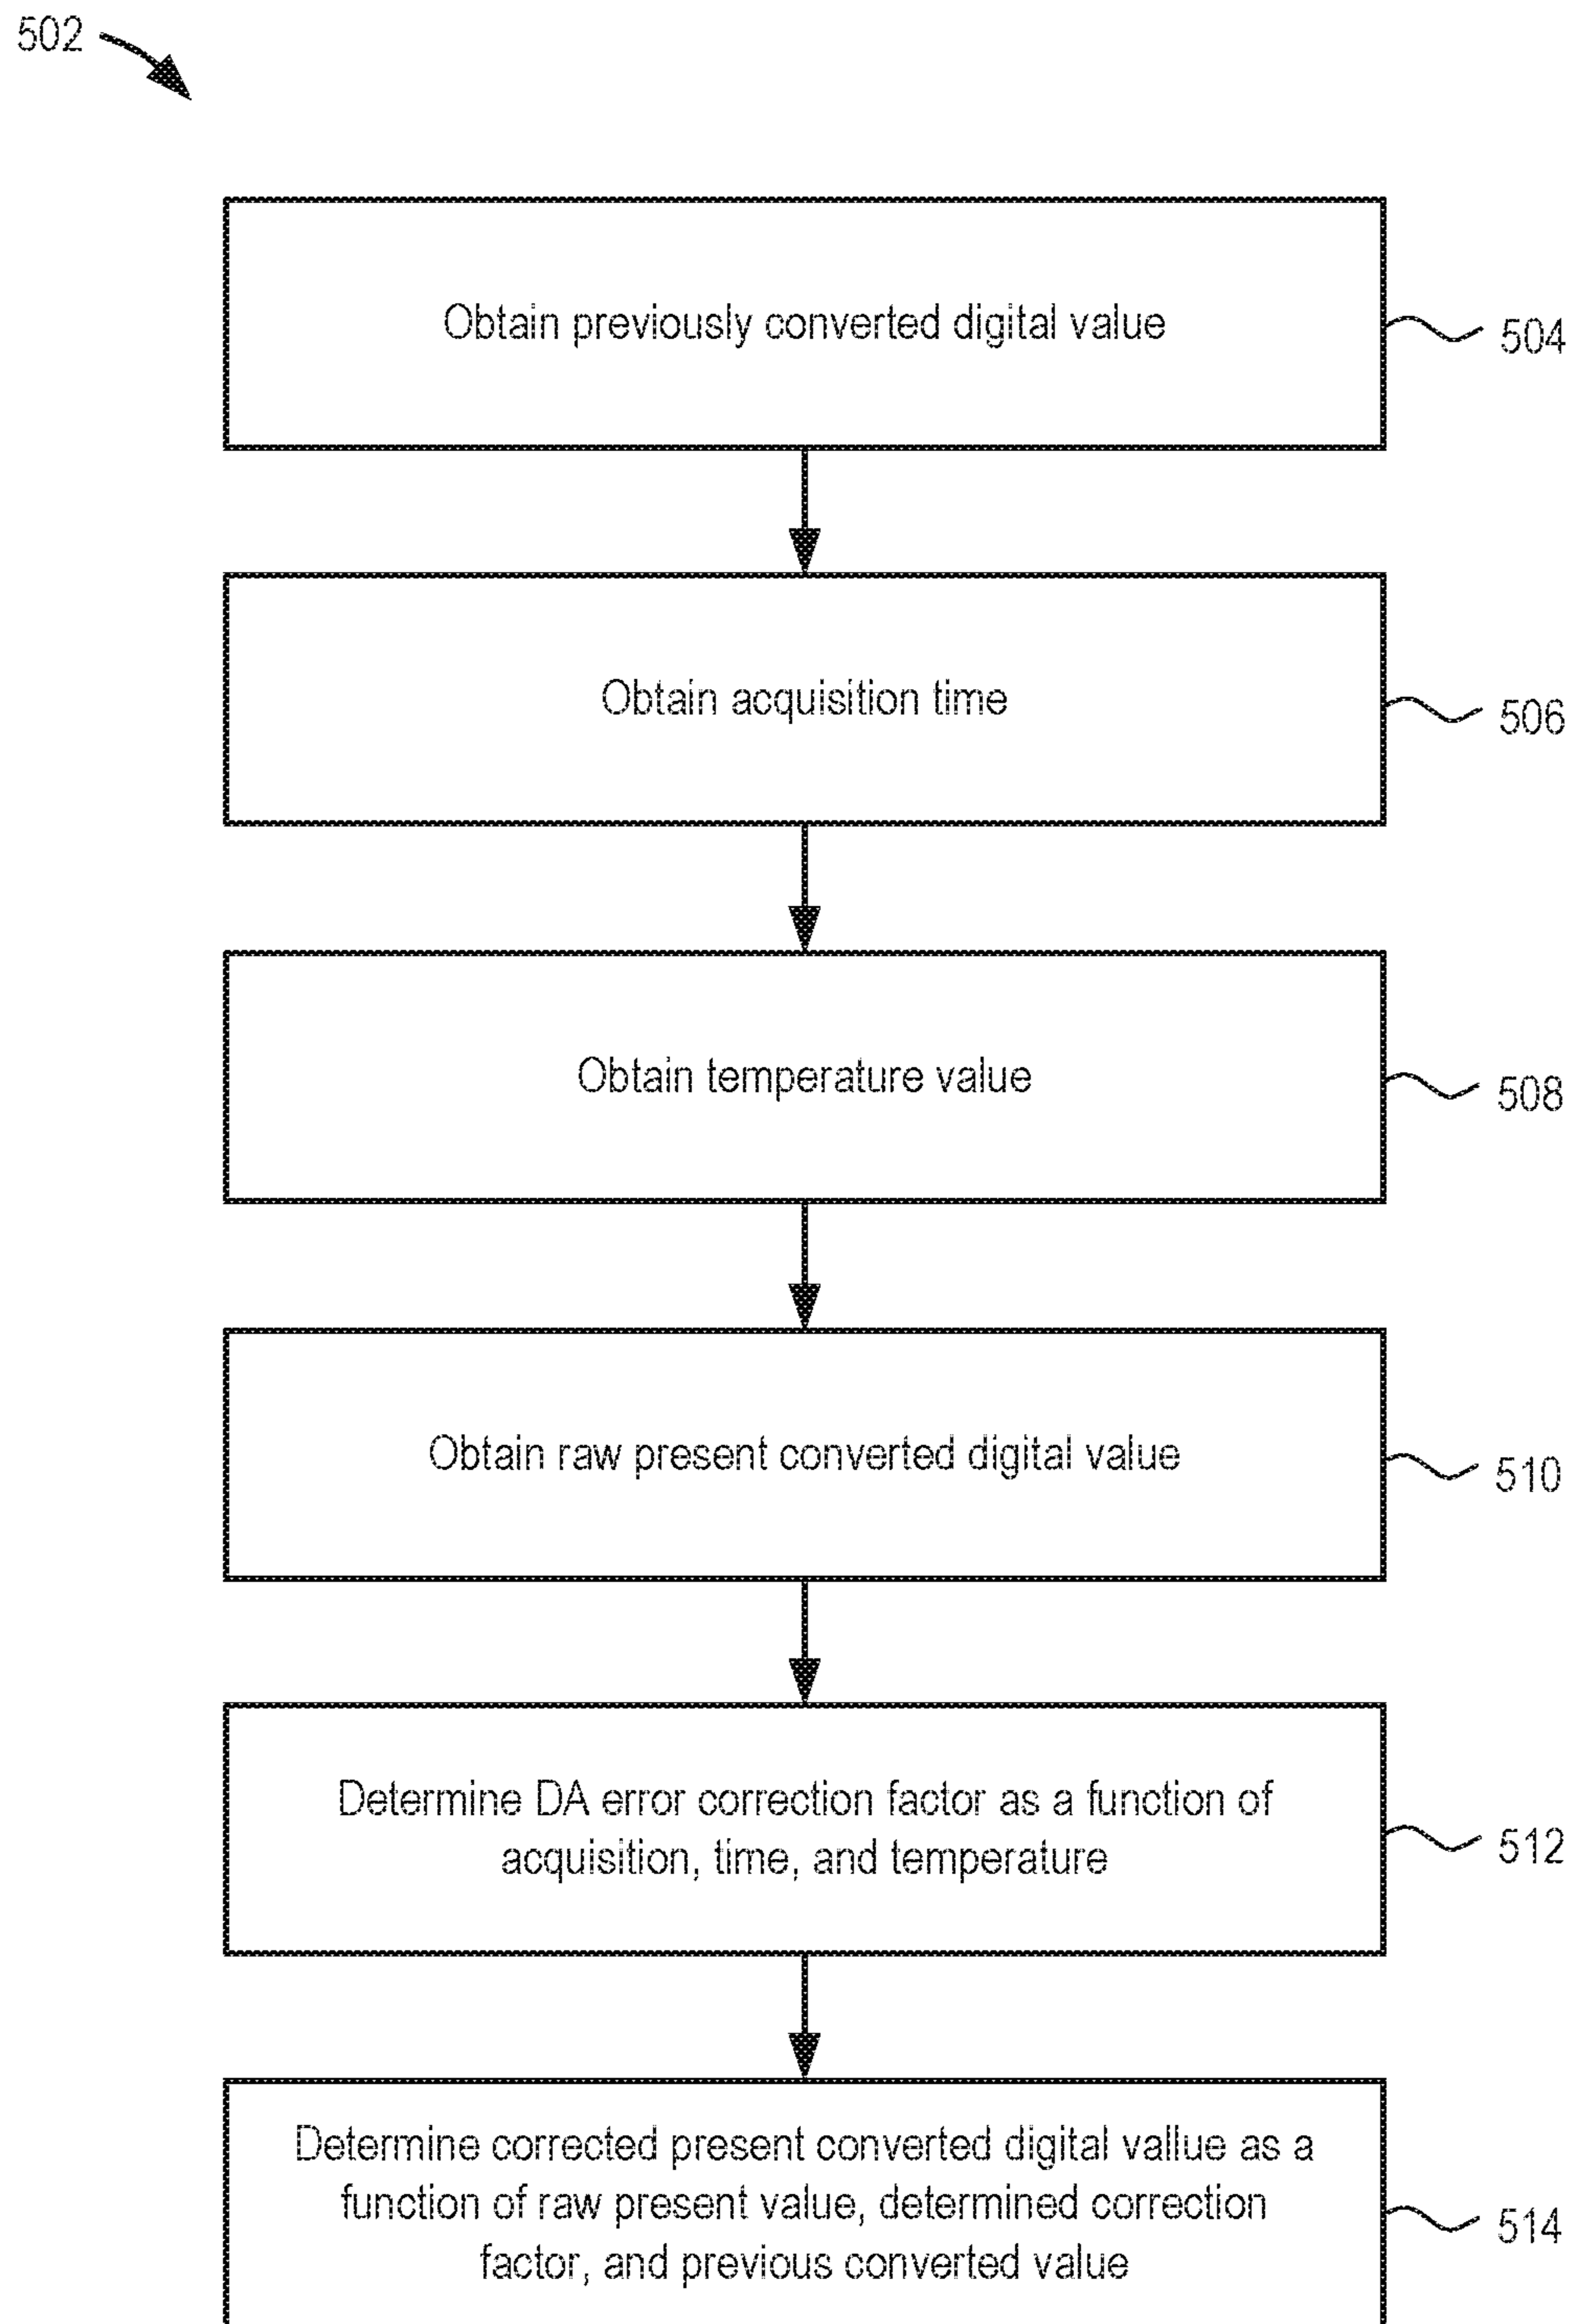 502
Obtain previously converted digital value
504
Obtain acquisition time
506
Obtain temperature value
508
Obtain raw present converted digital value
510
Determine DA error correction factor as a function of
acquisition, time, and temperature
512
Determine corrected present converted digital vallue as a
function of raw present value, determined correction
factor, and previous converted value
514